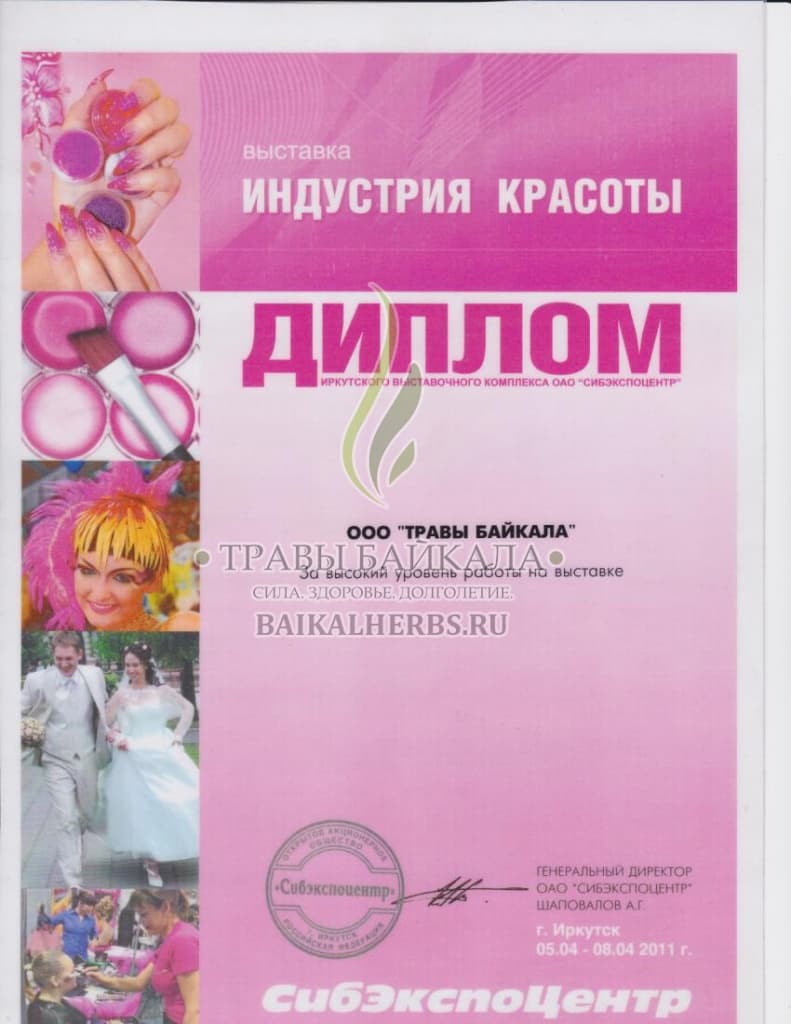 выставка
ИНДУСТРИЯ КРАСОТЫ
ДИПЛОМ
ИРКУТСКОГО ВЫСТАВОЧНОГО КОМПЛЕКСА ОАО "СИБЭКСПОЦЕНТР"
ООО "ТРАВЫ БАЙКАЛА"
• ТРАВЫ БАЙКАЛА •
За высокий уровень работы на выставке
СИЛА. ЗДОРОВЬЕ. ДОЛГОЛЕТИЕ.
BAIKALHERBS.RU
ОТКРЫТОЕ АКЦИОНЕРНОЕ
ОБЩЕСТВО
«Сибэкспоцентр»
г. ИРКУТСК
РОССИЙСКАЯ ФЕДЕРАЦИЯ
ГЕНЕРАЛЬНЫЙ ДИРЕКТОР
ОАО "СИБЭКСПОЦЕНТР"
ШАПОВАЛОВ А.Г.
г. Иркутск
05.04 - 08.04 2011 г.
СибЭкспоЦентр